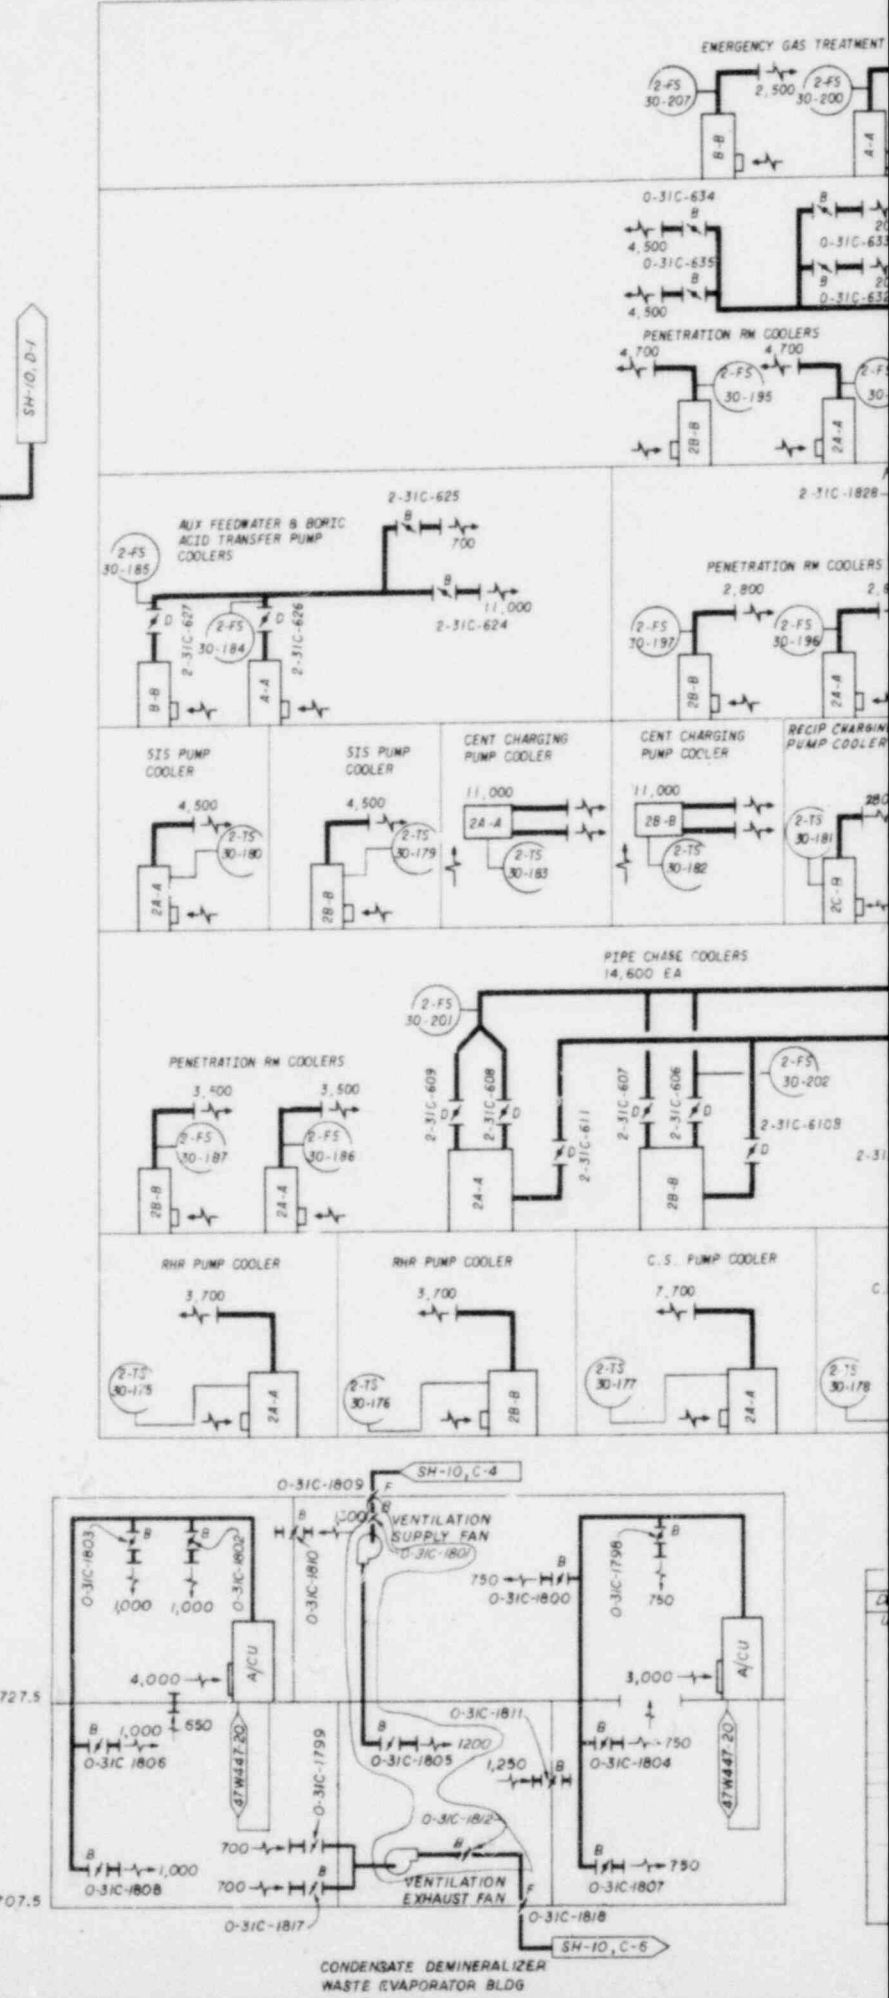 EMERGENCY GAS TREATMENT
2-FS
30-207
2,500
2-FS
30-200
B-B
A-A
0-31C-634
B
4,500
0-31C-635
B
4,500
B
0-31C-633
B
0-31C-632
SH-10, D-1
PENETRATION RM COOLERS
4,700
4,700
2-FS
30-195
2-FS
30-
2B-B
2A-A
2-31C-625
2-31C-1828
B
700
AUX FEEDWATER & BORIC
ACID TRANSFER PUMP
COOLERS
2-FS
30-185
B
11,000
2-31C-624
D
2-31C-627
2-FS
30-184
D
2-31C-626
B-B
A-A
PENETRATION RM COOLERS
2,800
2-FS
30-197
2-FS
30-196
2B-B
2A-A
SIS PUMP
COOLER
4,500
2-TS
30-180
2A-A
SIS PUMP
COOLER
4,500
2-TS
30-179
2B-B
CENT CHARGING
PUMP COOLER
11,000
2A-A
2-TS
30-183
CENT CHARGING
PUMP COOLER
11,000
2B-B
2-TS
30-182
RECIP CHARGING
PUMP COOLER
2-TS
30-181
2C-B
PIPE CHASE COOLERS
14,600 EA
2-FS
30-201
2-31C-609
D
2-31C-608
D
2-31C-611
D
2-31C-607
D
2-31C-606
D
2-FS
30-202
2-31C-610B
D
2-31
2A-A
2B-B
PENETRATION RM COOLERS
3,500
3,500
2-FS
30-187
2-FS
30-186
2B-B
2A-A
RHR PUMP COOLER
3,700
2-TS
30-175
2A-A
RHR PUMP COOLER
3,700
2-TS
30-176
2B-B
C.S. PUMP COOLER
7,700
2-TS
30-177
2A-A
C.
2-TS
30-178
SH-10, C-4
0-31C-1809
F
B
VENTILATION
SUPPLY FAN
0-31C-1801
0-31C-1803
B
B
0-31C-1802
1,000
1,000
B
0-31C-1810
750
B
0-31C-1800
0-31C-1798
B
750
4,000
A/CU
3,000
A/CU
727.5
650
B
1,000
0-31C 1806
47W447-20
0-31C-1799
B
1200
0-31C-1805
0-31C-1811
1,250
B
B
750
0-31C-1804
47W447-20
0-31C-1812
B
700
B
1,000
0-31C-1808
700
B
0-31C-1817
VENTILATION
EXHAUST FAN
B
750
0-31C-1807
707.5
F
0-31C-1818
SH-10, C-6
CONDENSATE DEMINERALIZER
WASTE EVAPORATOR BLDG